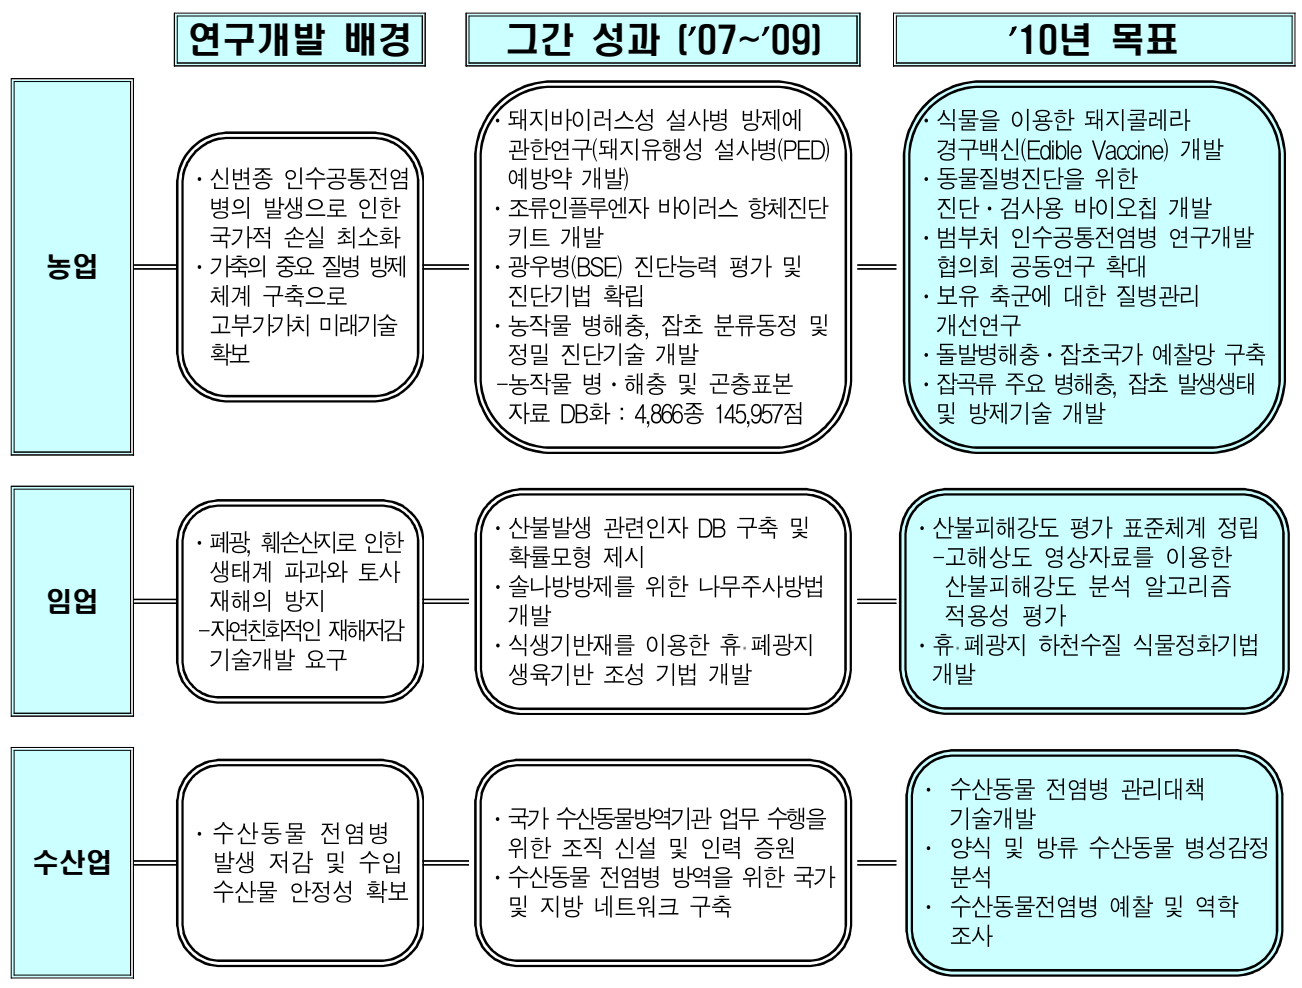 연구개발 배경
그간 성과 (′07~′09)
′10년 목표
농업
· 신변종 인수공통전염
병의 발생으로 인한
국가적 손실 최소화
· 가축의 중요 질병 방제
체계 구축으로
고부가가치 미래기술
확보
· 돼지바이러스성 설사병 방제에
관한연구(돼지유행성 설사병(PED)
예방약 개발)
· 조류인플루엔자 바이러스 항체진단
키트 개발
· 광우병(BSE) 진단능력 평가 및
진단기법 확립
· 농작물 병해충, 잡초 분류동정 및
정밀 진단기술 개발
-농작물 병·해충 및 곤충표본
자료 DB화 : 4,866종 145,957점
· 식물을 이용한 돼지콜레라
경구백신(Edible Vaccine) 개발
· 동물질병진단을 위한
진단·검사용 바이오칩 개발
· 범부처 인수공통전염병 연구개발
협의회 공동연구 확대
· 보유 축군에 대한 질병관리
개선연구
· 돌발병해충·잡초국가 예찰망 구축
· 잡곡류 주요 병해충, 잡초 발생생태
및 방제기술 개발
임업
· 폐광, 훼손산지로 인한
생태계 파괴와 토사
재해의 방지
-자연친화적인 재해저감
기술개발 요구
· 산불발생 관련인자 DB 구축 및
확률모형 제시
· 솔나방방제를 위한 나무주사방법
개발
· 식생기반재를 이용한 휴·폐광지
생육기반 조성 기법 개발
· 산불피해강도 평가 표준체계 정립
-고해상도 영상자료를 이용한
산불피해강도 분석 알고리즘
적용성 평가
· 휴·폐광지 하천수질 식물정화기법
개발
수산업
· 수산동물 전염병
발생 저감 및 수입
수산물 안정성 확보
· 국가 수산동물방역기관 업무 수행을
위한 조직 신설 및 인력 증원
· 수산동물 전염병 방역을 위한 국가
및 지방 네트워크 구축
· 수산동물 전염병 관리대책
기술개발
· 양식 및 방류 수산동물 병성감정
분석
· 수산동물전염병 예찰 및 역학
조사